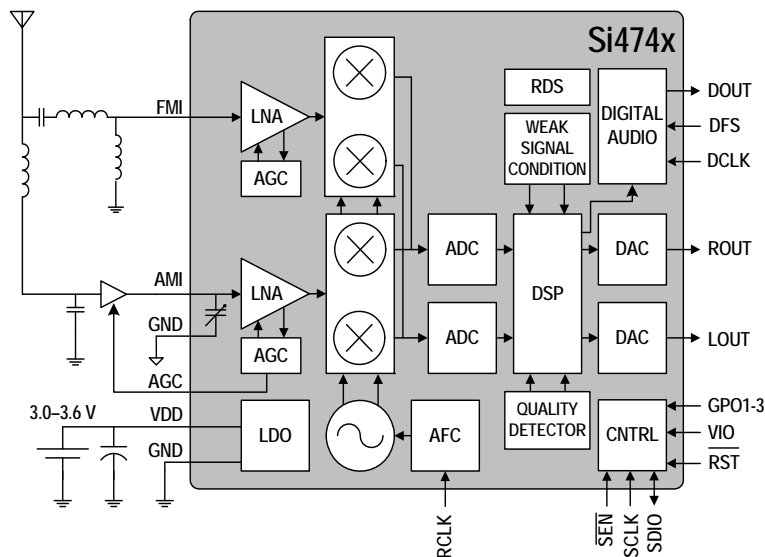 Si474x
FMI
LNA
AGC
RDS
WEAK
SIGNAL
CONDITION
DIGITAL
AUDIO
DOUT
DFS
DCLK
AMI
GND
LNA
AGC
AGC
ADC
ADC
DSP
DAC
DAC
ROUT
LOUT
3.0–3.6 V
VDD
GND
LDO
AFC
QUALITY
DETECTOR
CNTRL
GPO1-3
VIO
RST
RCLK
SEN
SCLK
SDIO